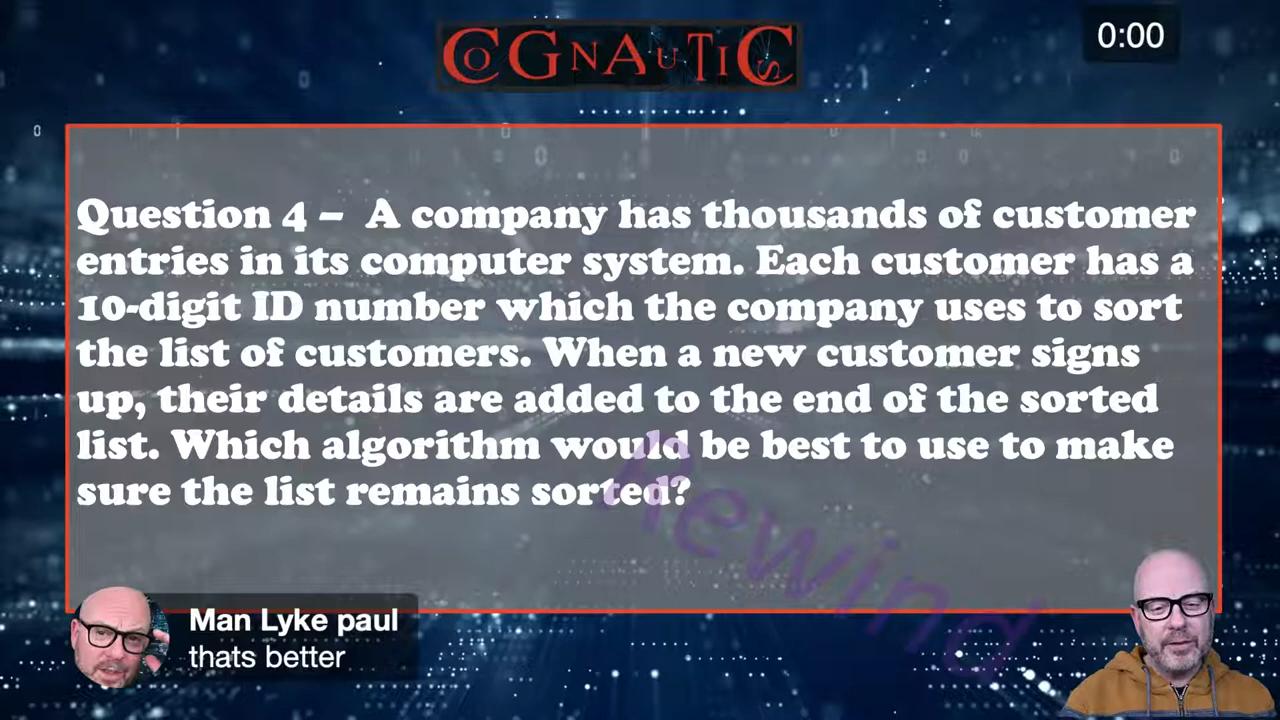 COGNAUTICS
0:00
Question 4 – A company has thousands of customer
entries in its computer system. Each customer has a
10-digit ID number which the company uses to sort
the list of customers. When a new customer signs
up, their details are added to the end of the sorted
list. Which algorithm would be best to use to make
sure the list remains sorted?
Rewind
Man Lyke paul
thats better